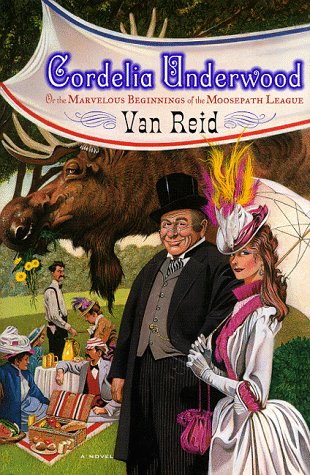 Cordelia Underwood
Or the Marvelous Beginnings of the Moosepath League
Van Reid
A NOVEL